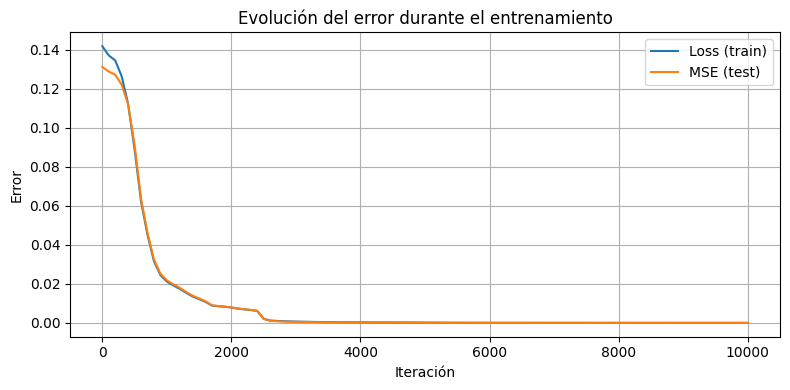 Evolución del error durante el entrenamiento
Loss (train)
MSE (test)
0.14
0.12
0.10
0.08
0.06
0.04
0.02
0.00
Error
0 2000 4000 6000 8000 10000
Iteración